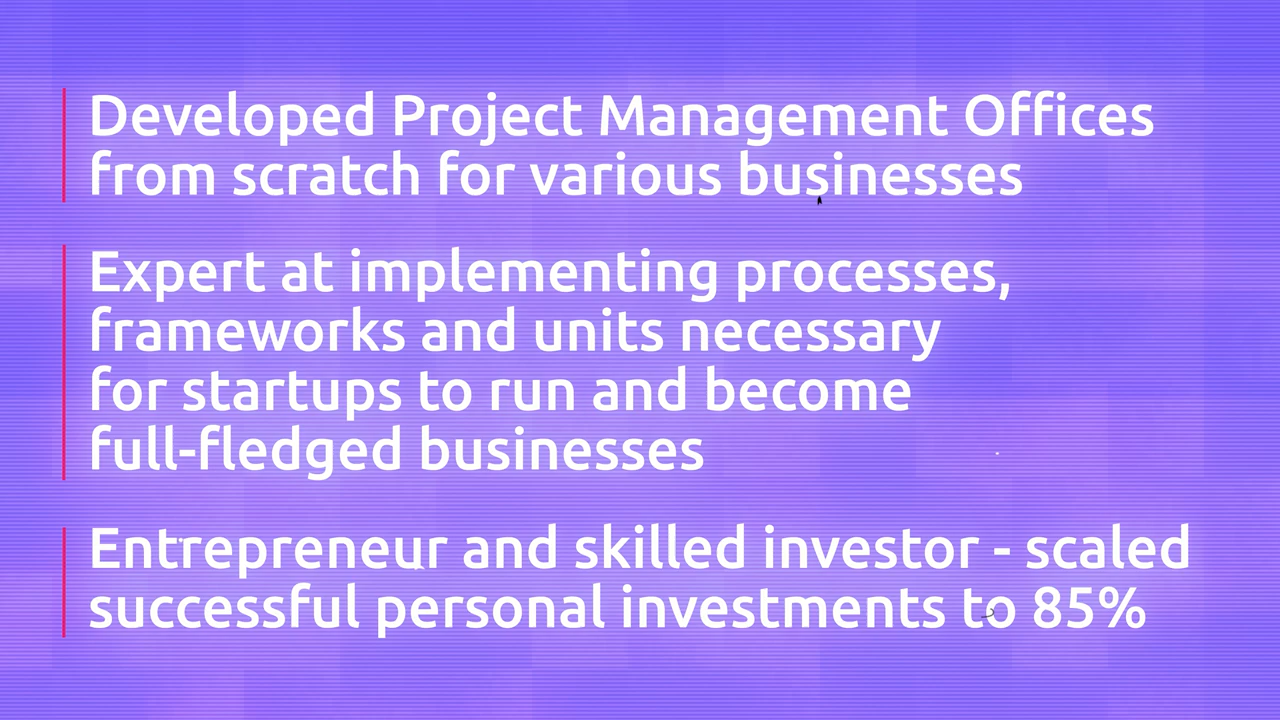 Developed Project Management Offices
from scratch for various businesses
Expert at implementing processes,
frameworks and units necessary
for startups to run and become
full-fledged businesses
Entrepreneur and skilled investor - scaled
successful personal investments to 85%